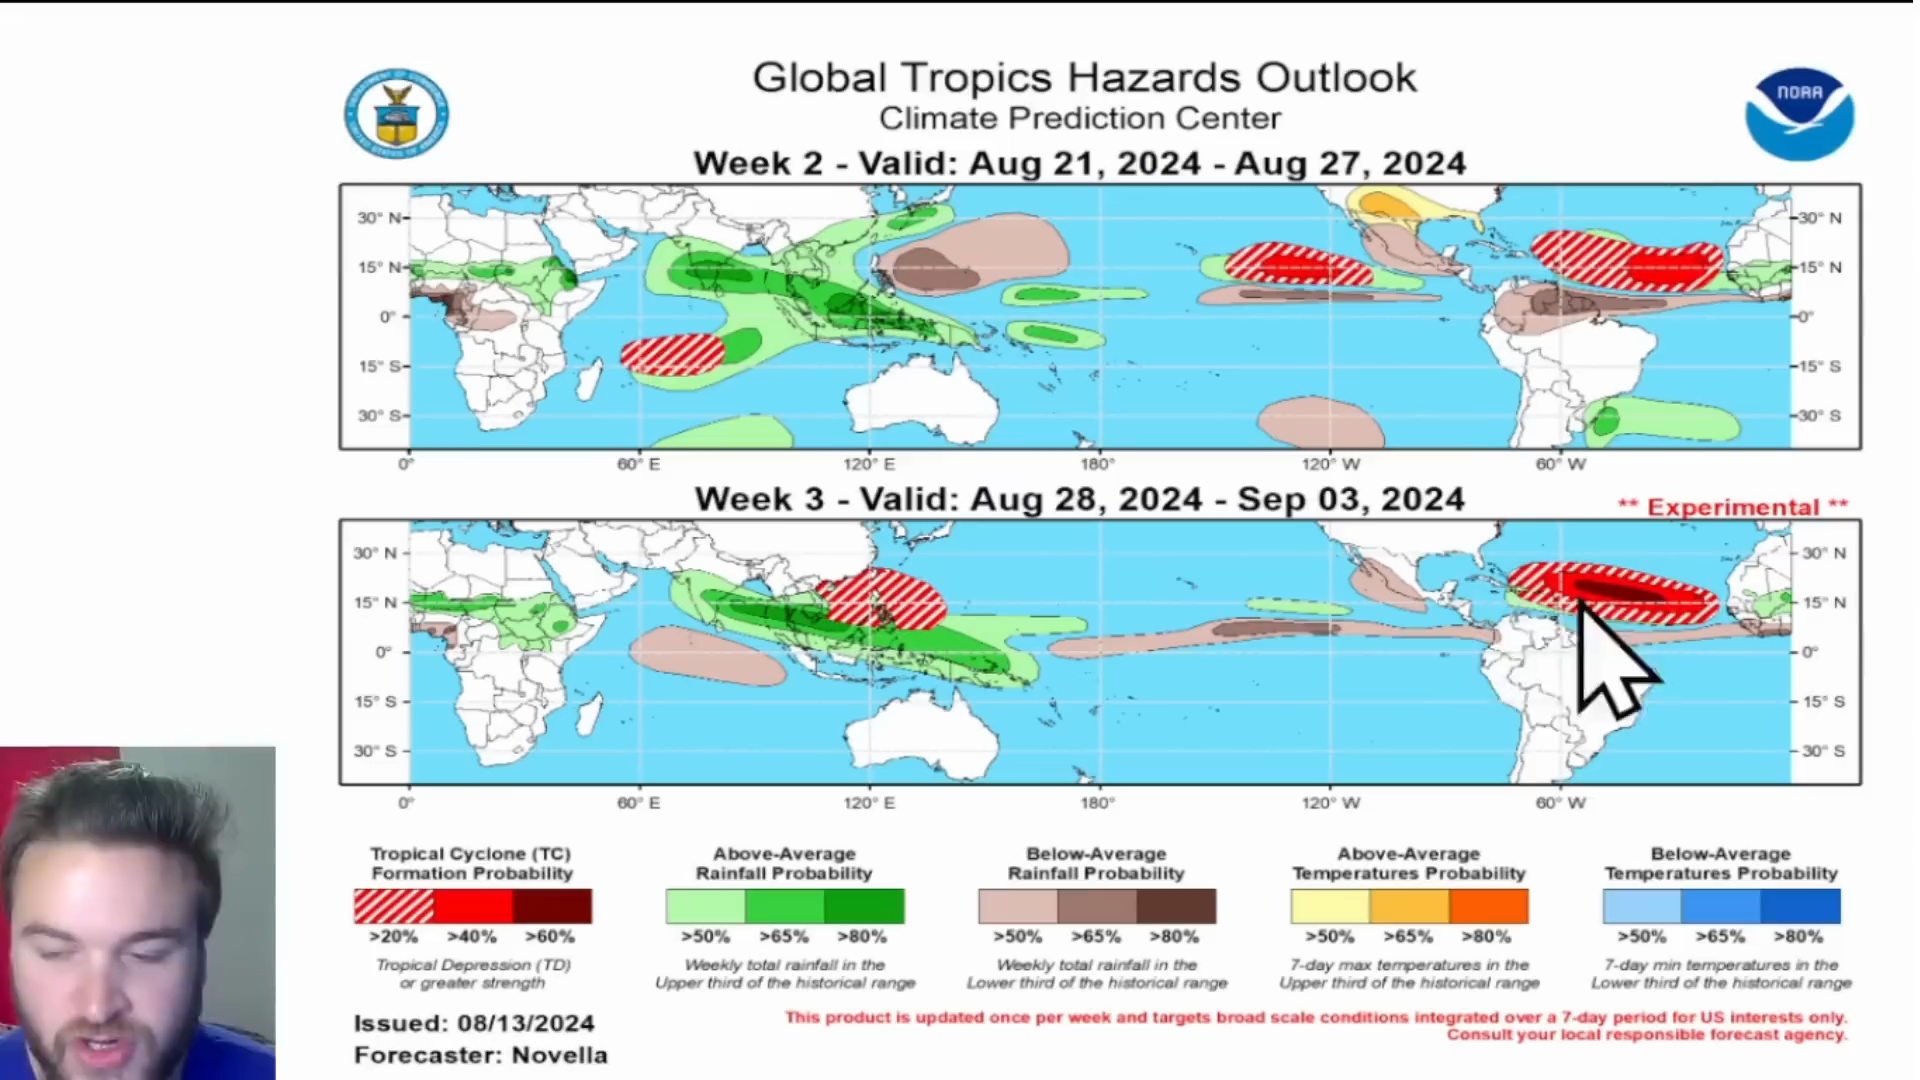 Global Tropics Hazards Outlook
Climate Prediction Center
NOAA
Week 2 - Valid: Aug 21, 2024 - Aug 27, 2024
30° N
30° N
15° N
15° N
0°
0°
15° S
15° S
30° S
30° S
0°
60° E
120° E
180°
120° W
60° W
Week 3 - Valid: Aug 28, 2024 - Sep 03, 2024
** Experimental **
30° N
30° N
15° N
15° N
0°
0°
15° S
15° S
30° S
30° S
0°
60° E
120° E
180°
120° W
60° W
Tropical Cyclone (TC)
Formation Probability
>20% >40% >60%
Tropical Depression (TD)
or greater strength
Above-Average
Rainfall Probability
>50% >65% >80%
Weekly total rainfall in the
Upper third of the historical range
Below-Average
Rainfall Probability
>50% >65% >80%
Weekly total rainfall in the
Lower third of the historical range
Above-Average
Temperatures Probability
>50% >65% >80%
7-day max temperatures in the
Upper third of the historical range
Below-Average
Temperatures Probability
>50% >65% >80%
7-day min temperatures in the
Lower third of the historical range
Issued: 08/13/2024
Forecaster: Novella
This product is updated once per week and targets broad scale conditions integrated over a 7-day period for US interests only.
Consult your local responsible forecast agency.